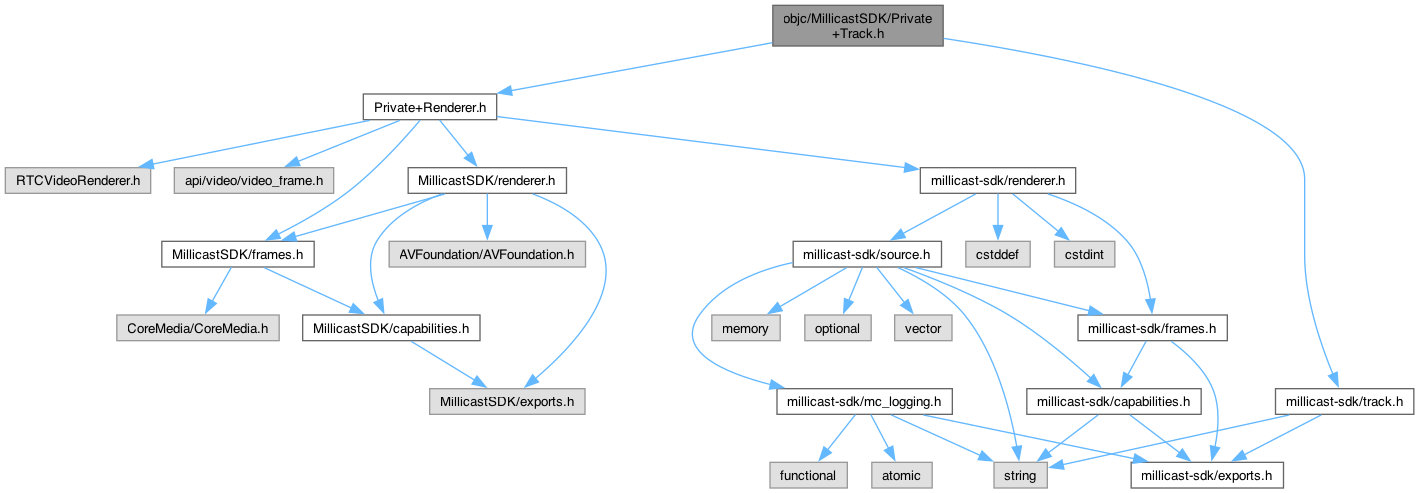 objc/MillicastSDK/Private
+Track.h
Private+Renderer.h
RTCVideoRenderer.h
api/video/video_frame.h
MillicastSDK/renderer.h
millicast-sdk/renderer.h
MillicastSDK/frames.h
AVFoundation/AVFoundation.h
millicast-sdk/source.h
cstddef
cstdint
CoreMedia/CoreMedia.h
MillicastSDK/capabilities.h
memory
optional
vector
millicast-sdk/frames.h
MillicastSDK/exports.h
millicast-sdk/mc_logging.h
millicast-sdk/capabilities.h
millicast-sdk/track.h
functional
atomic
string
millicast-sdk/exports.h